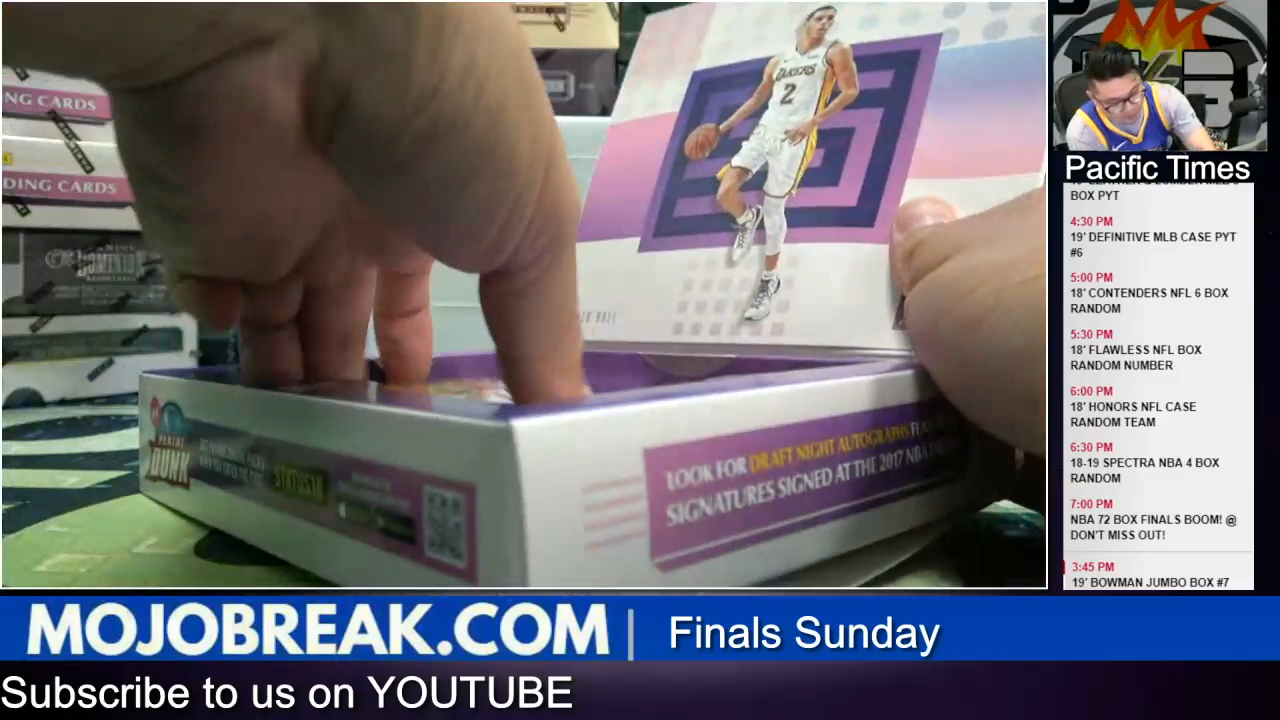 NG CARDS
DING CARDS
LAKERS
2
BALL
PANINI
DUNK
STATUS18
LOOK FOR DRAFT NIGHT AUTOGRAPHS
SIGNATURES SIGNED AT THE 2017 NBA
Pacific Times
BOX PYT
4:30 PM
19' DEFINITIVE MLB CASE PYT
#6
5:00 PM
18' CONTENDERS NFL 6 BOX
RANDOM
5:30 PM
18' FLAWLESS NFL BOX
RANDOM NUMBER
6:00 PM
18' HONORS NFL CASE
RANDOM TEAM
6:30 PM
18-19 SPECTRA NBA 4 BOX
RANDOM
7:00 PM
NBA 72 BOX FINALS BOOM! @
DON'T MISS OUT!
3:45 PM
19' BOWMAN JUMBO BOX #7
MOJOBREAK.COM | Finals Sunday
Subscribe to us on YOUTUBE